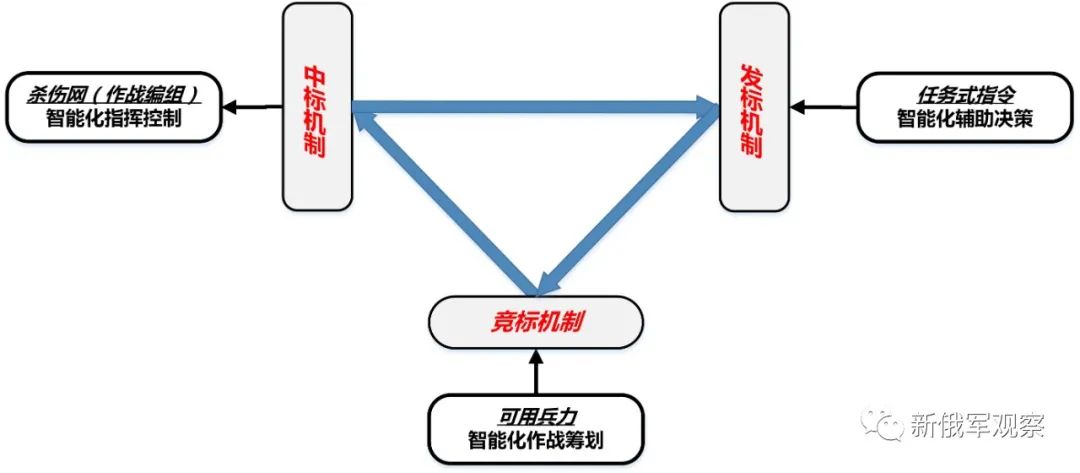 中标机制
发标机制
杀伤网（作战编组）
智能化指挥控制
任务式指令
智能化辅助决策
竞标机制
可用兵力
智能化作战筹划
新俄军观察